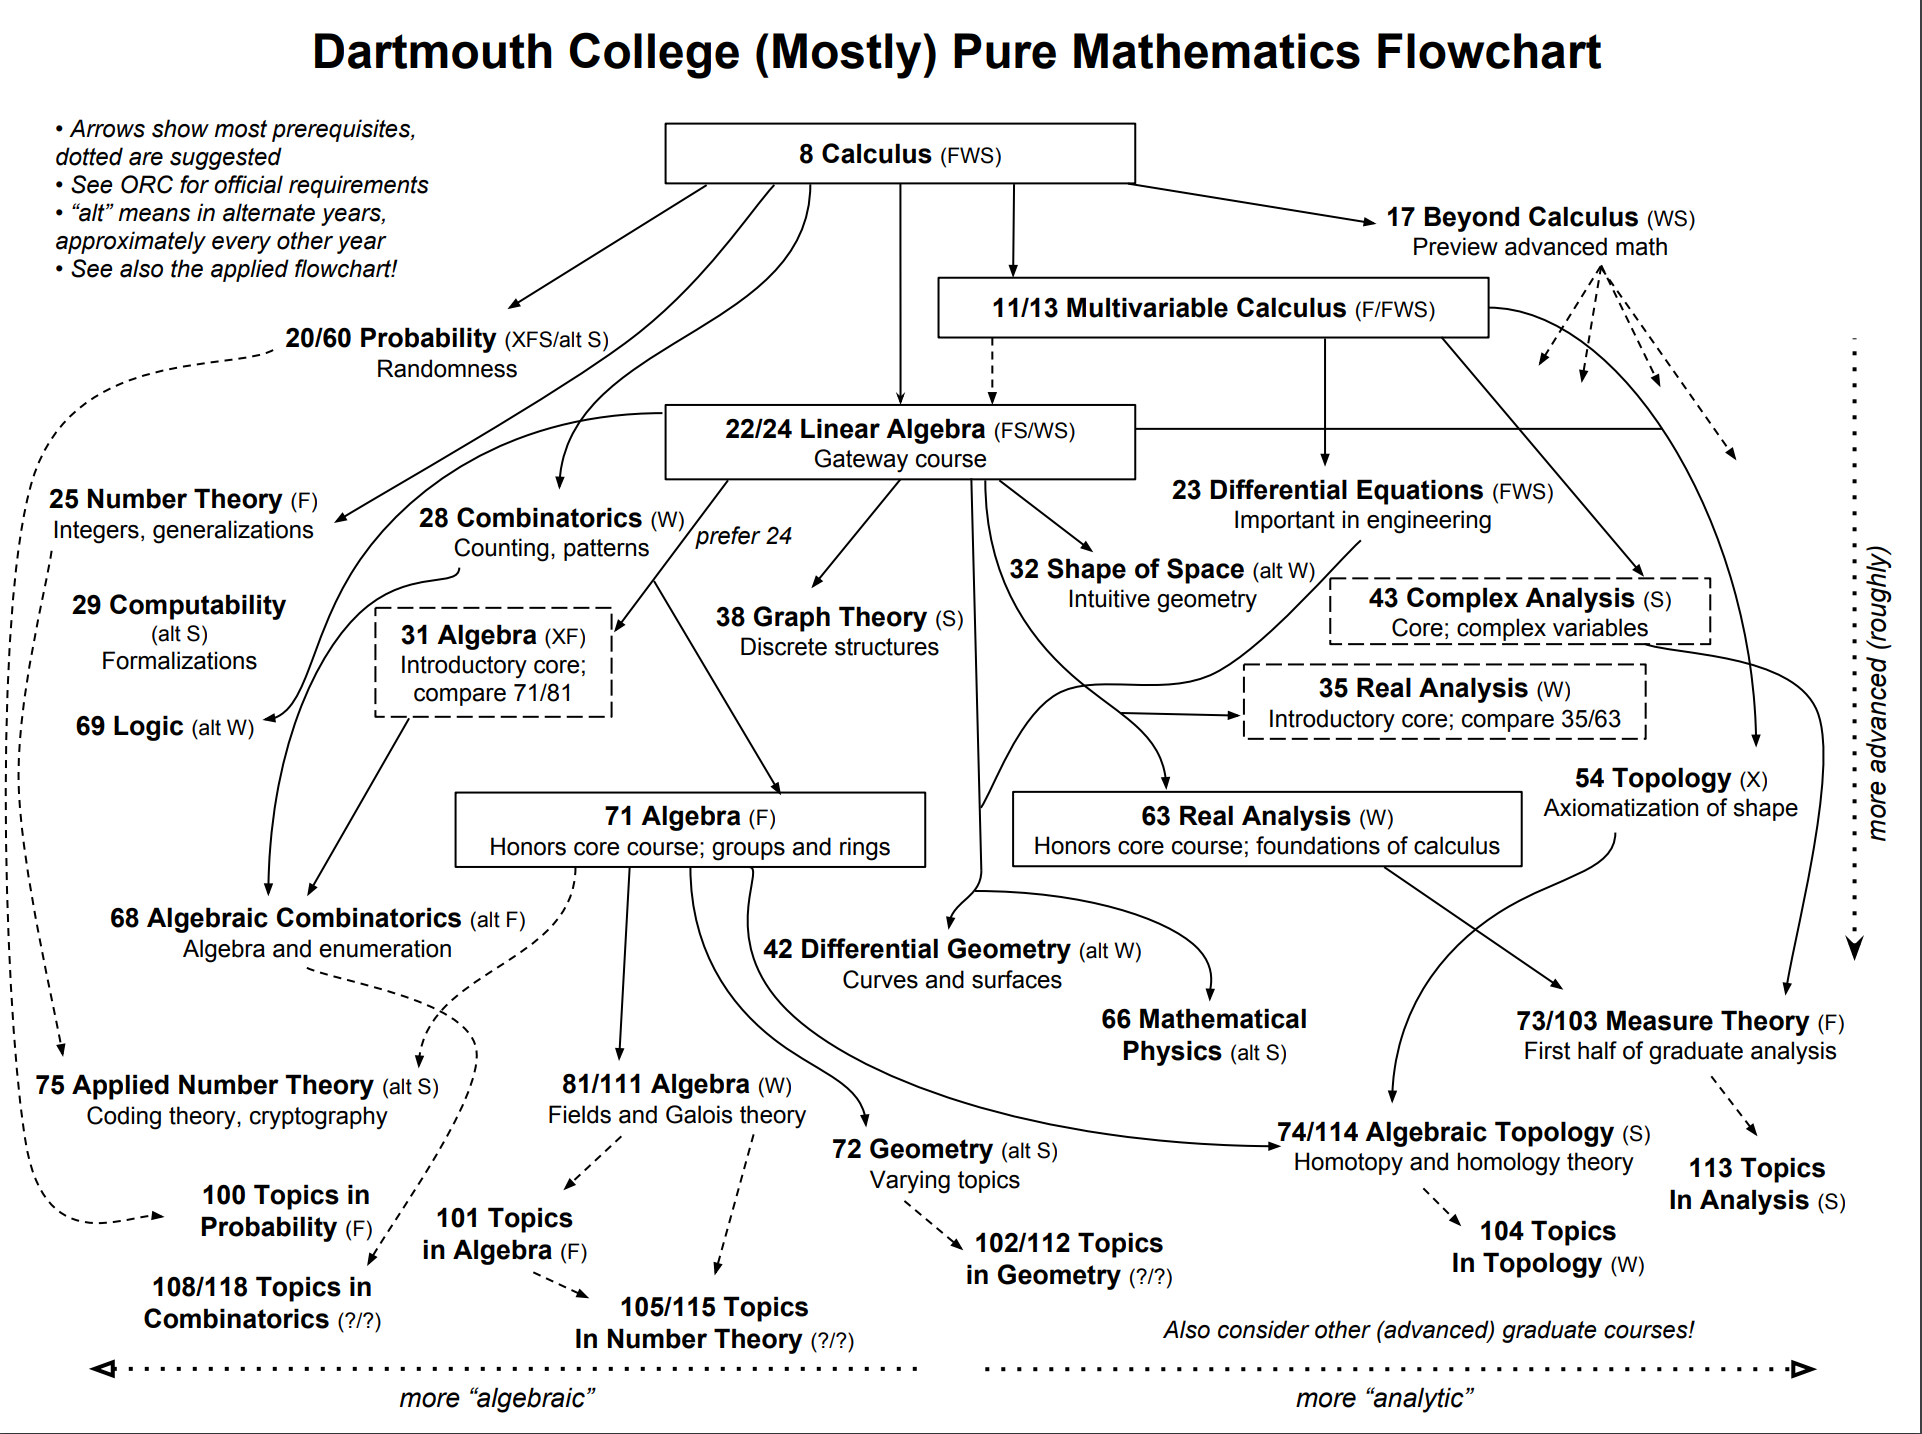 Dartmouth College (Mostly) Pure Mathematics Flowchart
• Arrows show most prerequisites,
dotted are suggested
• See ORC for official requirements
• “alt” means in alternate years,
approximately every other year
• See also the applied flowchart!
8 Calculus (FWS)
17 Beyond Calculus (WS)
Preview advanced math
11/13 Multivariable Calculus (F/FWS)
20/60 Probability (XFS/alt S)
Randomness
22/24 Linear Algebra (FS/WS)
Gateway course
23 Differential Equations (FWS)
Important in engineering
25 Number Theory (F)
Integers, generalizations
28 Combinatorics (W)
Counting, patterns
prefer 24
32 Shape of Space (alt W)
Intuitive geometry
43 Complex Analysis (S)
Core; complex variables
29 Computability
(alt S)
Formalizations
31 Algebra (XF)
Introductory core;
compare 71/81
38 Graph Theory (S)
Discrete structures
35 Real Analysis (W)
Introductory core; compare 35/63
more advanced (roughly)
69 Logic (alt W)
54 Topology (X)
Axiomatization of shape
71 Algebra (F)
Honors core course; groups and rings
63 Real Analysis (W)
Honors core course; foundations of calculus
68 Algebraic Combinatorics (alt F)
Algebra and enumeration
42 Differential Geometry (alt W)
Curves and surfaces
66 Mathematical
Physics (alt S)
73/103 Measure Theory (F)
First half of graduate analysis
75 Applied Number Theory (alt S)
Coding theory, cryptography
81/111 Algebra (W)
Fields and Galois theory
72 Geometry (alt S)
Varying topics
74/114 Algebraic Topology (S)
Homotopy and homology theory
113 Topics
In Analysis (S)
100 Topics in
Probability (F)
101 Topics
in Algebra (F)
102/112 Topics
in Geometry (?/?)
104 Topics
In Topology (W)
108/118 Topics in
Combinatorics (?/?)
105/115 Topics
In Number Theory (?/?)
Also consider other (advanced) graduate courses!
more “algebraic”
more “analytic”